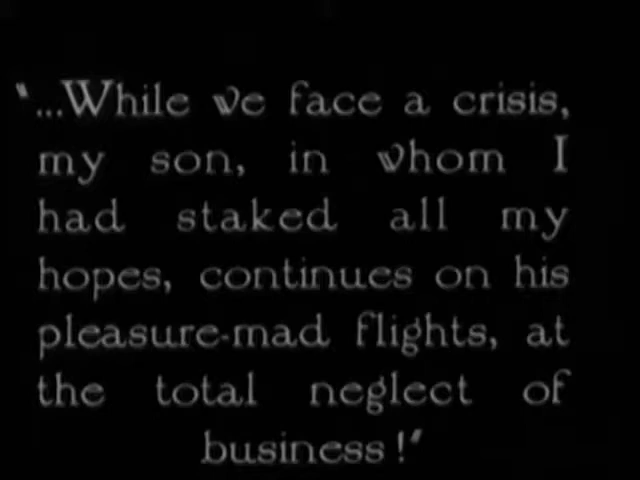 "...While we face a crisis,
my son, in whom I
had staked all my
hopes, continues on his
pleasure-mad flights, at
the total neglect of
business!"